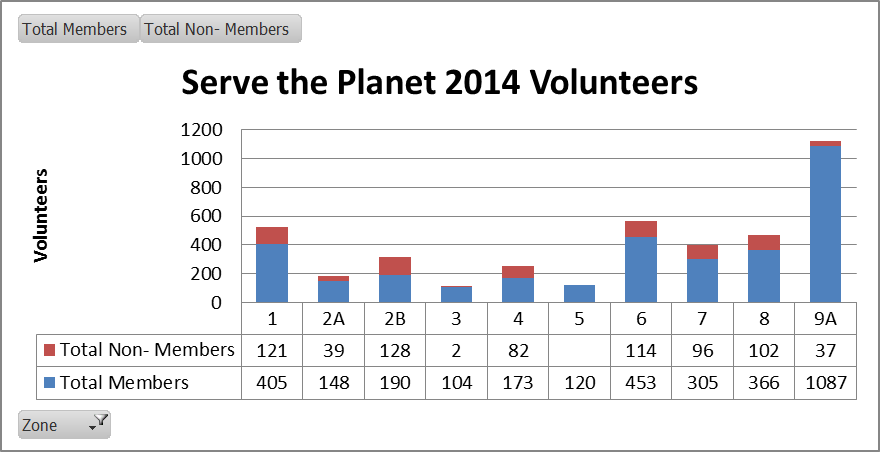 Total Members Total Non- Members
Serve the Planet 2014 Volunteers
Volunteers
1200
1000
800
600
400
200
0
1 2A 2B 3 4 5 6 7 8 9A
Total Non- Members 121 39 128 2 82 114 96 102 37
Total Members 405 148 190 104 173 120 453 305 366 1087
Zone